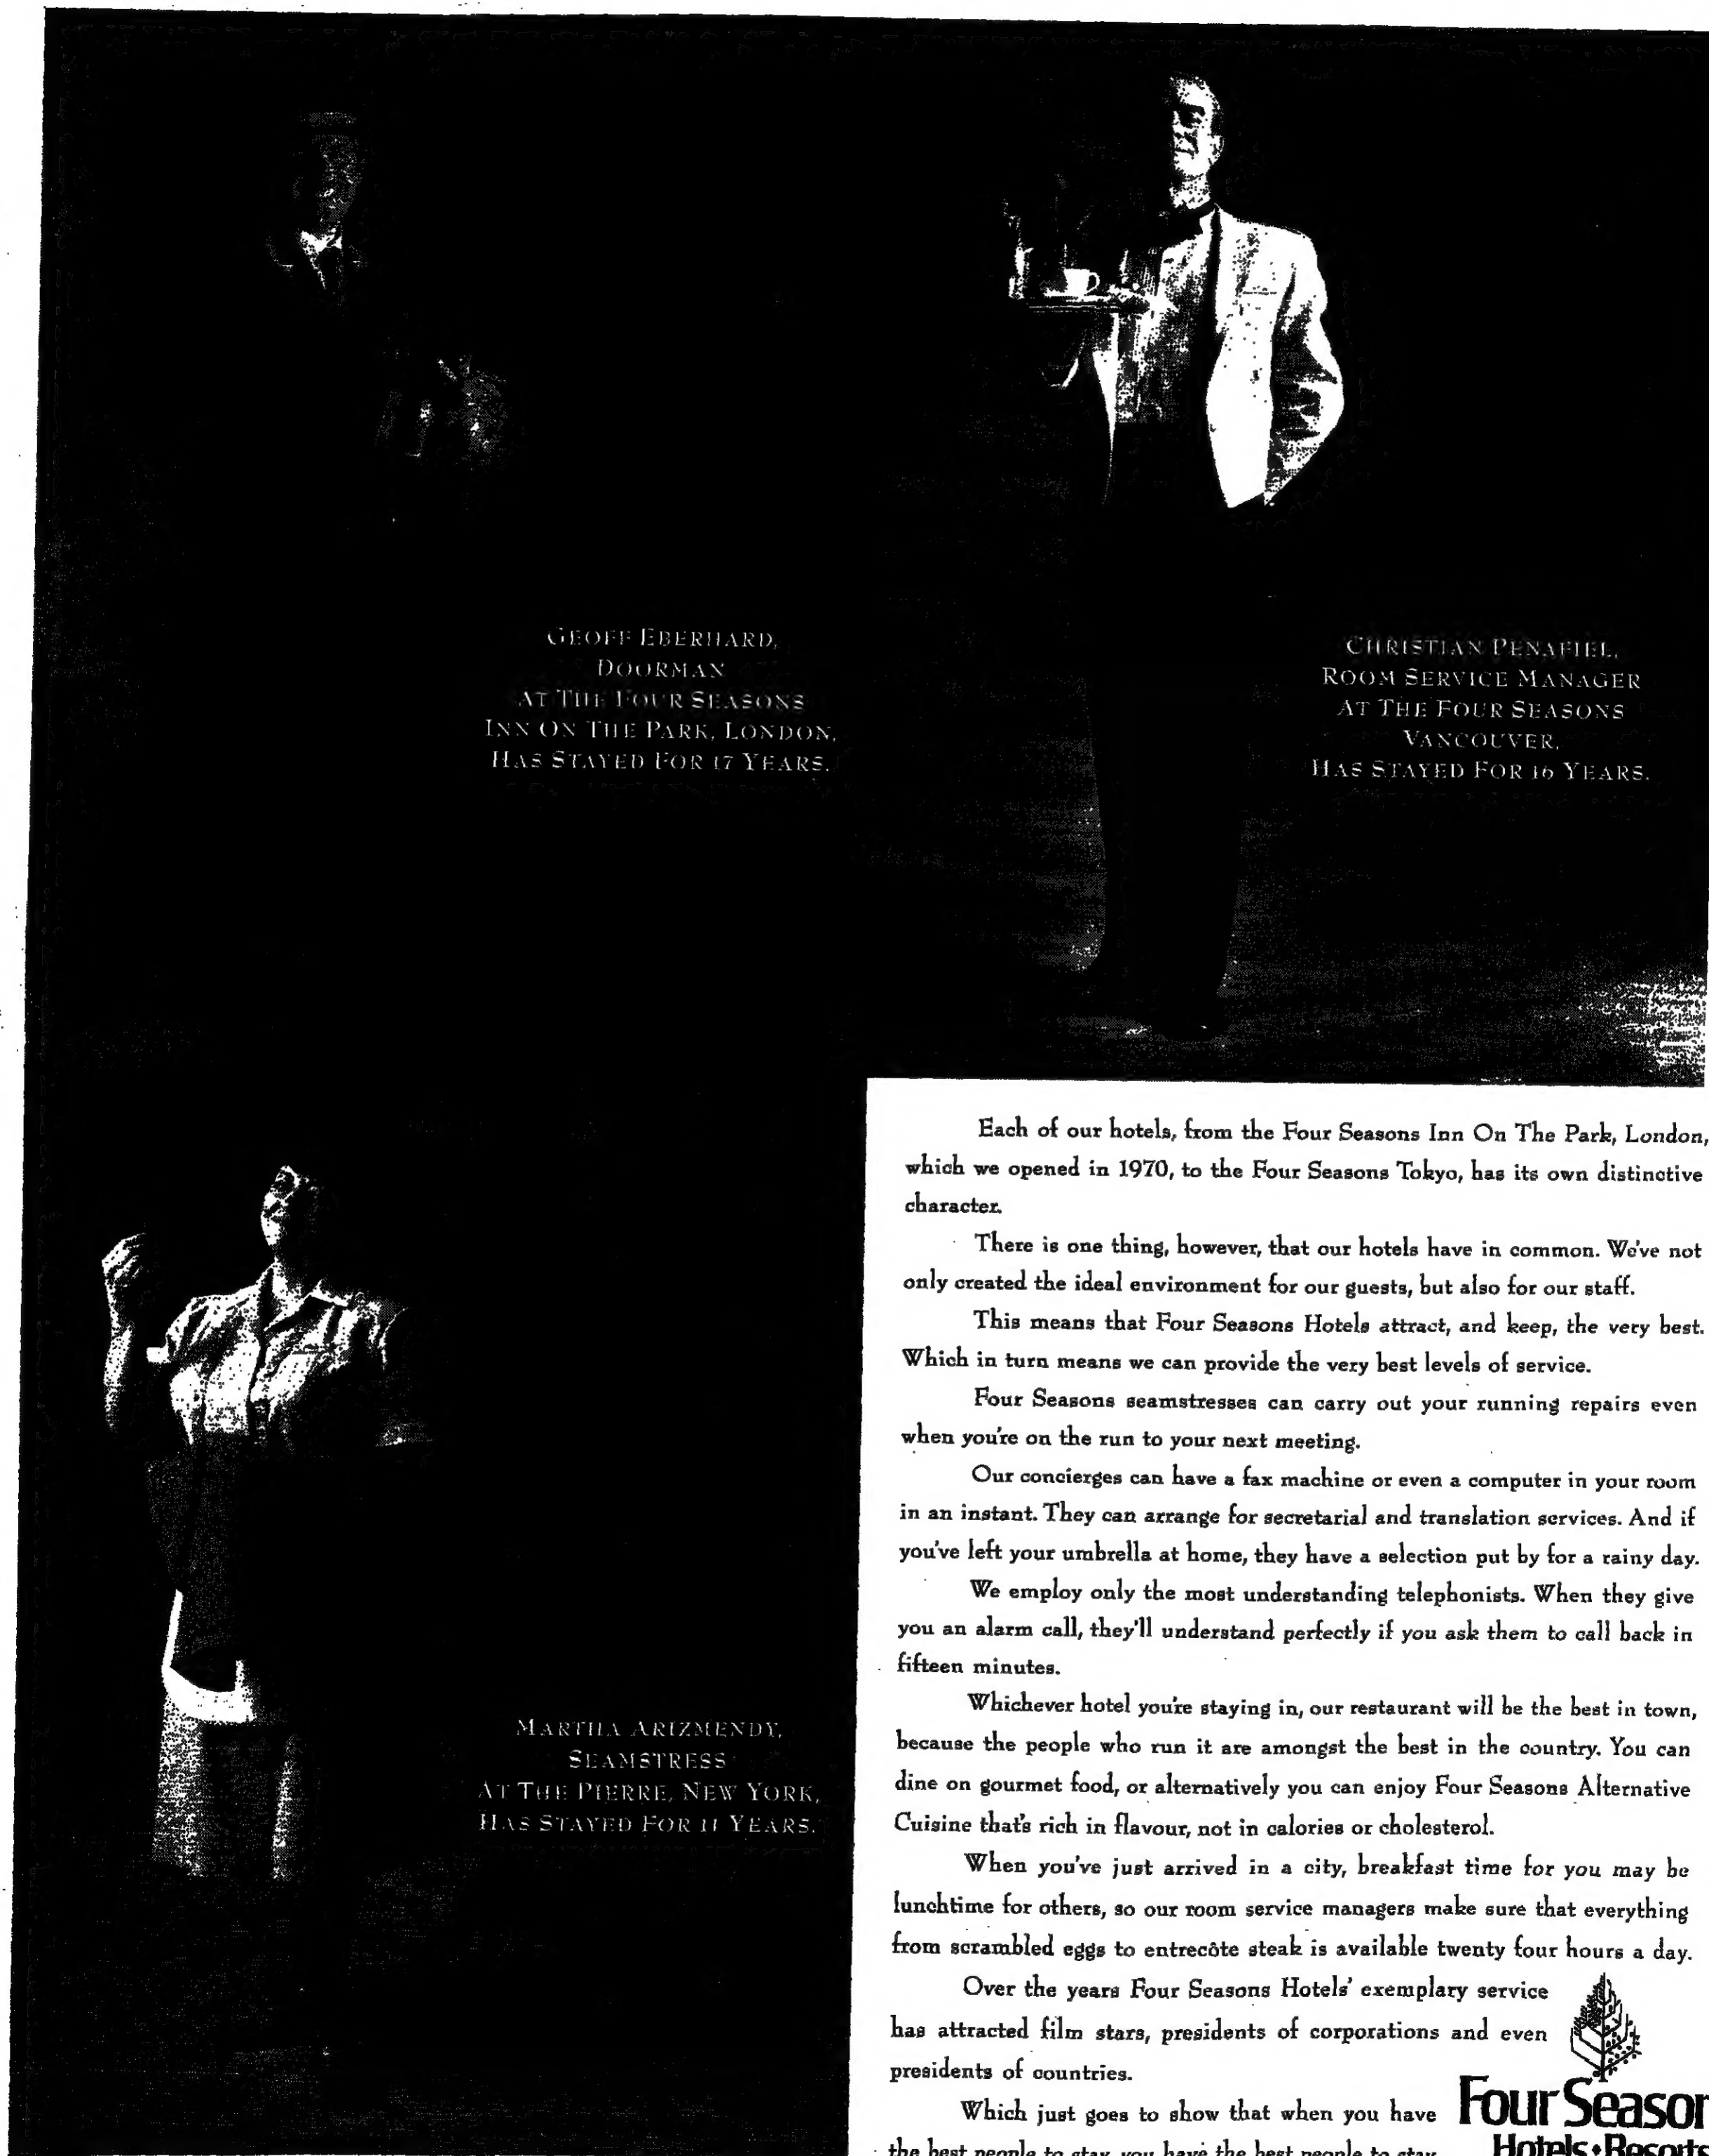 GEOFF EBERHARD,
DOORMAN
AT THE FOUR SEASONS
INN ON THE PARK, LONDON,
HAS STAYED FOR 17 YEARS.
CHRISTIAN PENAFIEL,
ROOM SERVICE MANAGER
AT THE FOUR SEASONS
VANCOUVER,
HAS STAYED FOR 16 YEARS.
MARTHA ARIZMENDY,
SEAMSTRESS
AT THE PIERRE, NEW YORK,
HAS STAYED FOR 11 YEARS.
Each of our hotels, from the Four Seasons Inn On The Park, London,
which we opened in 1970, to the Four Seasons Tokyo, has its own distinctive
character.
There is one thing, however, that our hotels have in common. We've not
only created the ideal environment for our guests, but also for our staff.
This means that Four Seasons Hotels attract, and keep, the very best.
Which in turn means we can provide the very best levels of service.
Four Seasons seamstresses can carry out your running repairs even
when you're on the run to your next meeting.
Our concierges can have a fax machine or even a computer in your room
in an instant. They can arrange for secretarial and translation services. And if
you've left your umbrella at home, they have a selection put by for a rainy day.
We employ only the most understanding telephonists. When they give
you an alarm call, they'll understand perfectly if you ask them to call back in
fifteen minutes.
Whichever hotel you're staying in, our restaurant will be the best in town,
because the people who run it are amongst the best in the country. You can
dine on gourmet food, or alternatively you can enjoy Four Seasons Alternative
Cuisine that's rich in flavour, not in calories or cholesterol.
When you've just arrived in a city, breakfast time for you may be
lunchtime for others, so our room service managers make sure that everything
from scrambled eggs to entrecôte steak is available twenty four hours a day.
Over the years Four Seasons Hotels' exemplary service
has attracted film stars, presidents of corporations and even
presidents of countries.
Which just goes to show that when you have
the best people to stay, you have the best people to stay.
Four Season
Hotels•Resorts